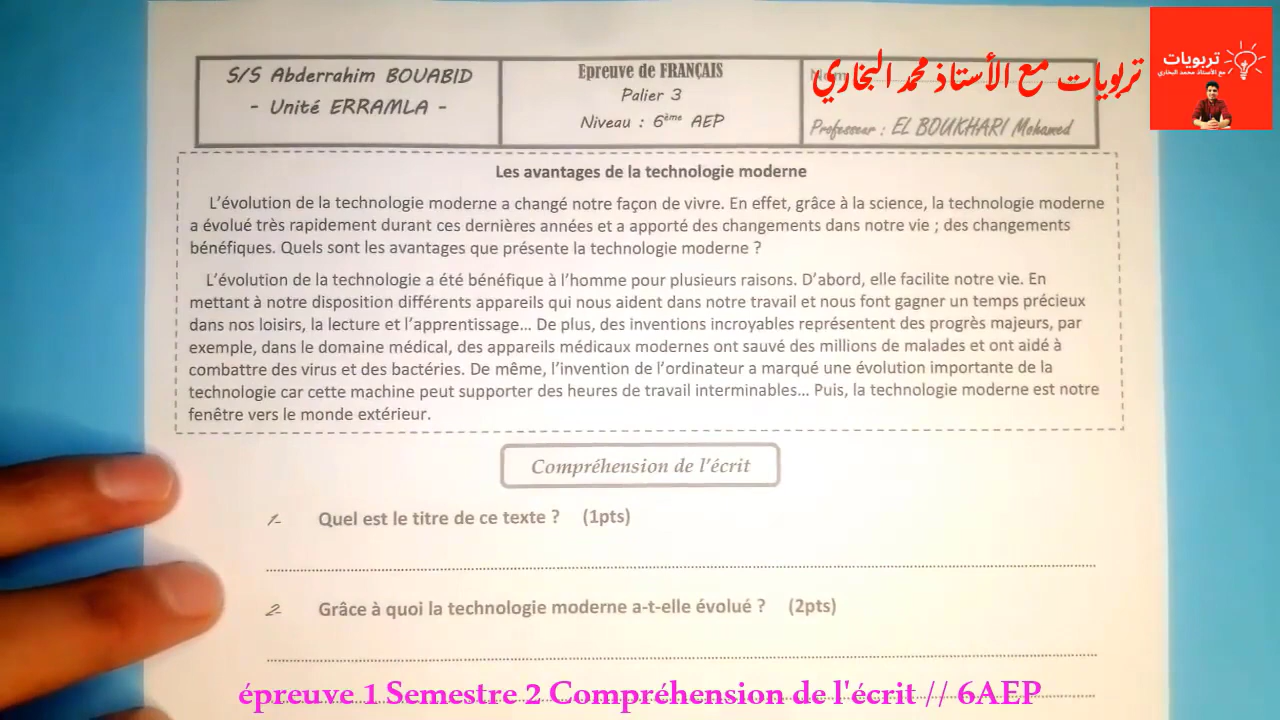 S/S Abderrahim BOUABID
- Unité ERRAMLA -
Epreuve de FRANÇAIS
Palier 3
Niveau : 6ème AEP
تربويات مع الأستاذ محمد البخاري
Professeur : EL BOUKHARI Mohamed
تربويات
مع الاستاذ محمد البخاري
Les avantages de la technologie moderne
L'évolution de la technologie moderne a changé notre façon de vivre. En effet, grâce à la science, la technologie moderne
a évolué très rapidement durant ces dernières années et a apporté des changements dans notre vie ; des changements
bénéfiques. Quels sont les avantages que présente la technologie moderne ?
L'évolution de la technologie a été bénéfique à l'homme pour plusieurs raisons. D'abord, elle facilite notre vie. En
mettant à notre disposition différents appareils qui nous aident dans notre travail et nous font gagner un temps précieux
dans nos loisirs, la lecture et l'apprentissage... De plus, des inventions incroyables représentent des progrès majeurs, par
exemple, dans le domaine médical, des appareils médicaux modernes ont sauvé des millions de malades et ont aidé à
combattre des virus et des bactéries. De même, l'invention de l'ordinateur a marqué une évolution importante de la
technologie car cette machine peut supporter des heures de travail interminables... Puis, la technologie moderne est notre
fenêtre vers le monde extérieur.
Compréhension de l'écrit
1- Quel est le titre de ce texte ? (1pts)
2- Grâce à quoi la technologie moderne a-t-elle évolué ? (2pts)
épreuve 1 Semestre 2 Compréhension de l'écrit // 6AEP